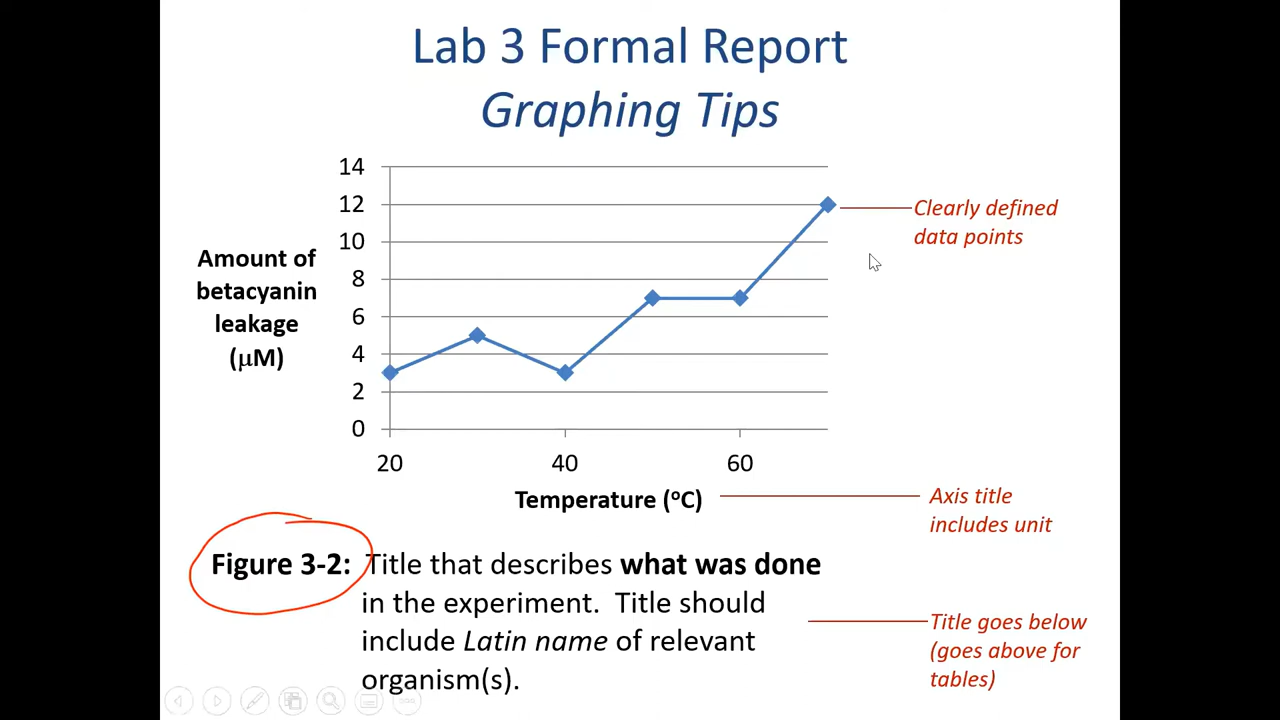 Lab 3 Formal Report
Graphing Tips
14
12
10
8
6
4
2
0
Amount of
betacyanin
leakage
(μM)
20
40
60
Temperature (°C)
Clearly defined
data points
Axis title
includes unit
Figure 3-2: Title that describes what was done
in the experiment. Title should
include Latin name of relevant
organism(s).
Title goes below
(goes above for
tables)